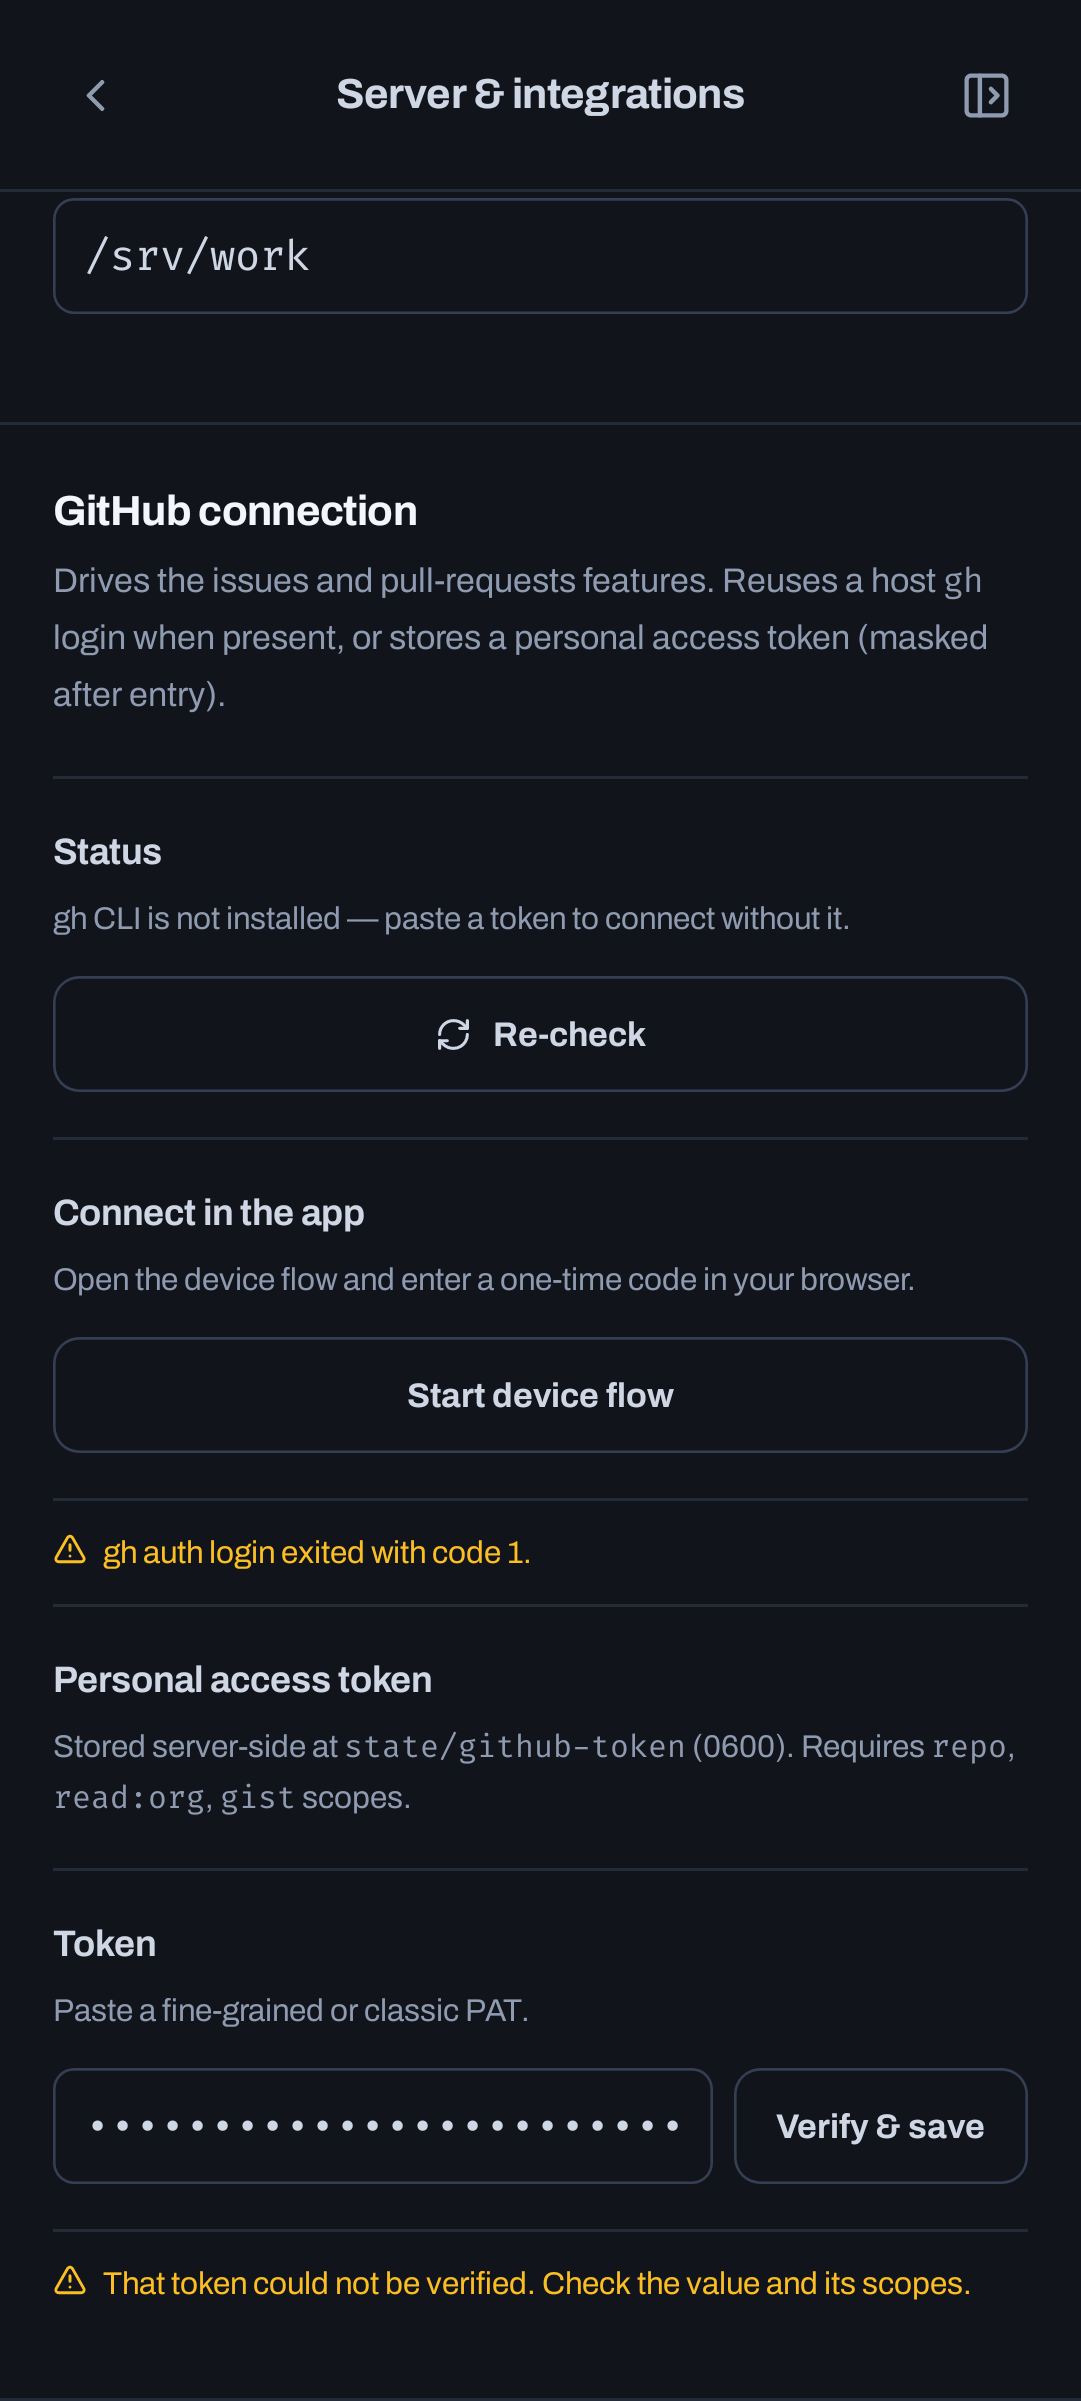 Server & integrations
/srv/work
GitHub connection
Drives the issues and pull-requests features. Reuses a host gh
login when present, or stores a personal access token (masked
after entry).
Status
gh CLI is not installed — paste a token to connect without it.
Re-check
Connect in the app
Open the device flow and enter a one-time code in your browser.
Start device flow
gh auth login exited with code 1.
Personal access token
Stored server-side at state/github-token (0600). Requires repo,
read:org, gist scopes.
Token
Paste a fine-grained or classic PAT.
••••••••••••••••••••••••
Verify & save
That token could not be verified. Check the value and its scopes.